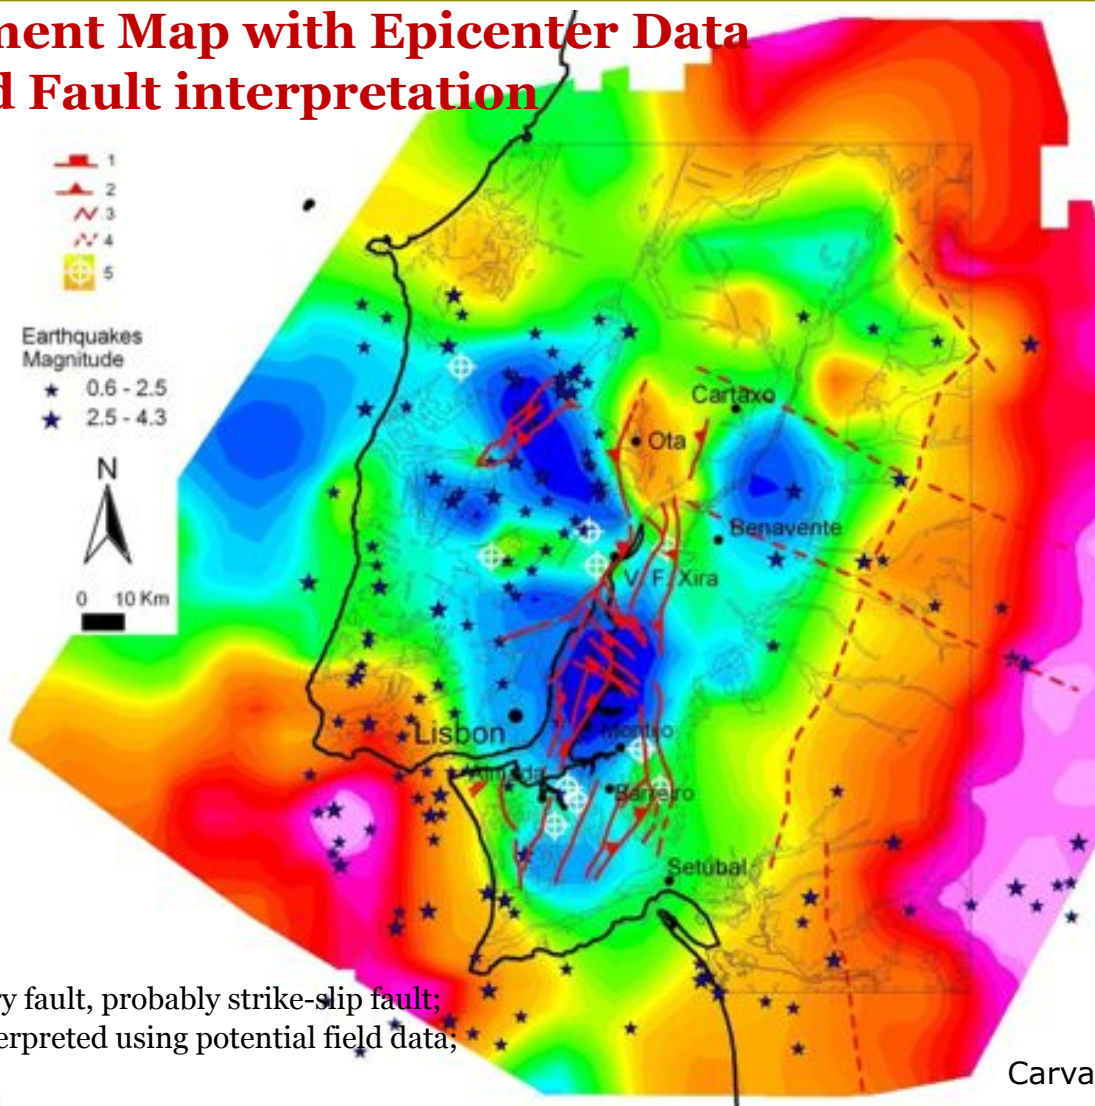 ment Map with Epicenter Data
d Fault interpretation
1
2
3
4
5
Earthquakes
Magnitude
0.6 - 2.5
2.5 - 4.3
N
0 10 Km
Cartaxo
Ota
Benavente
V. F. Xira
Lisbon
Montijo
Almada
Barreiro
Setúbal
ry fault, probably strike-slip fault;
erpreted using potential field data;
Carva